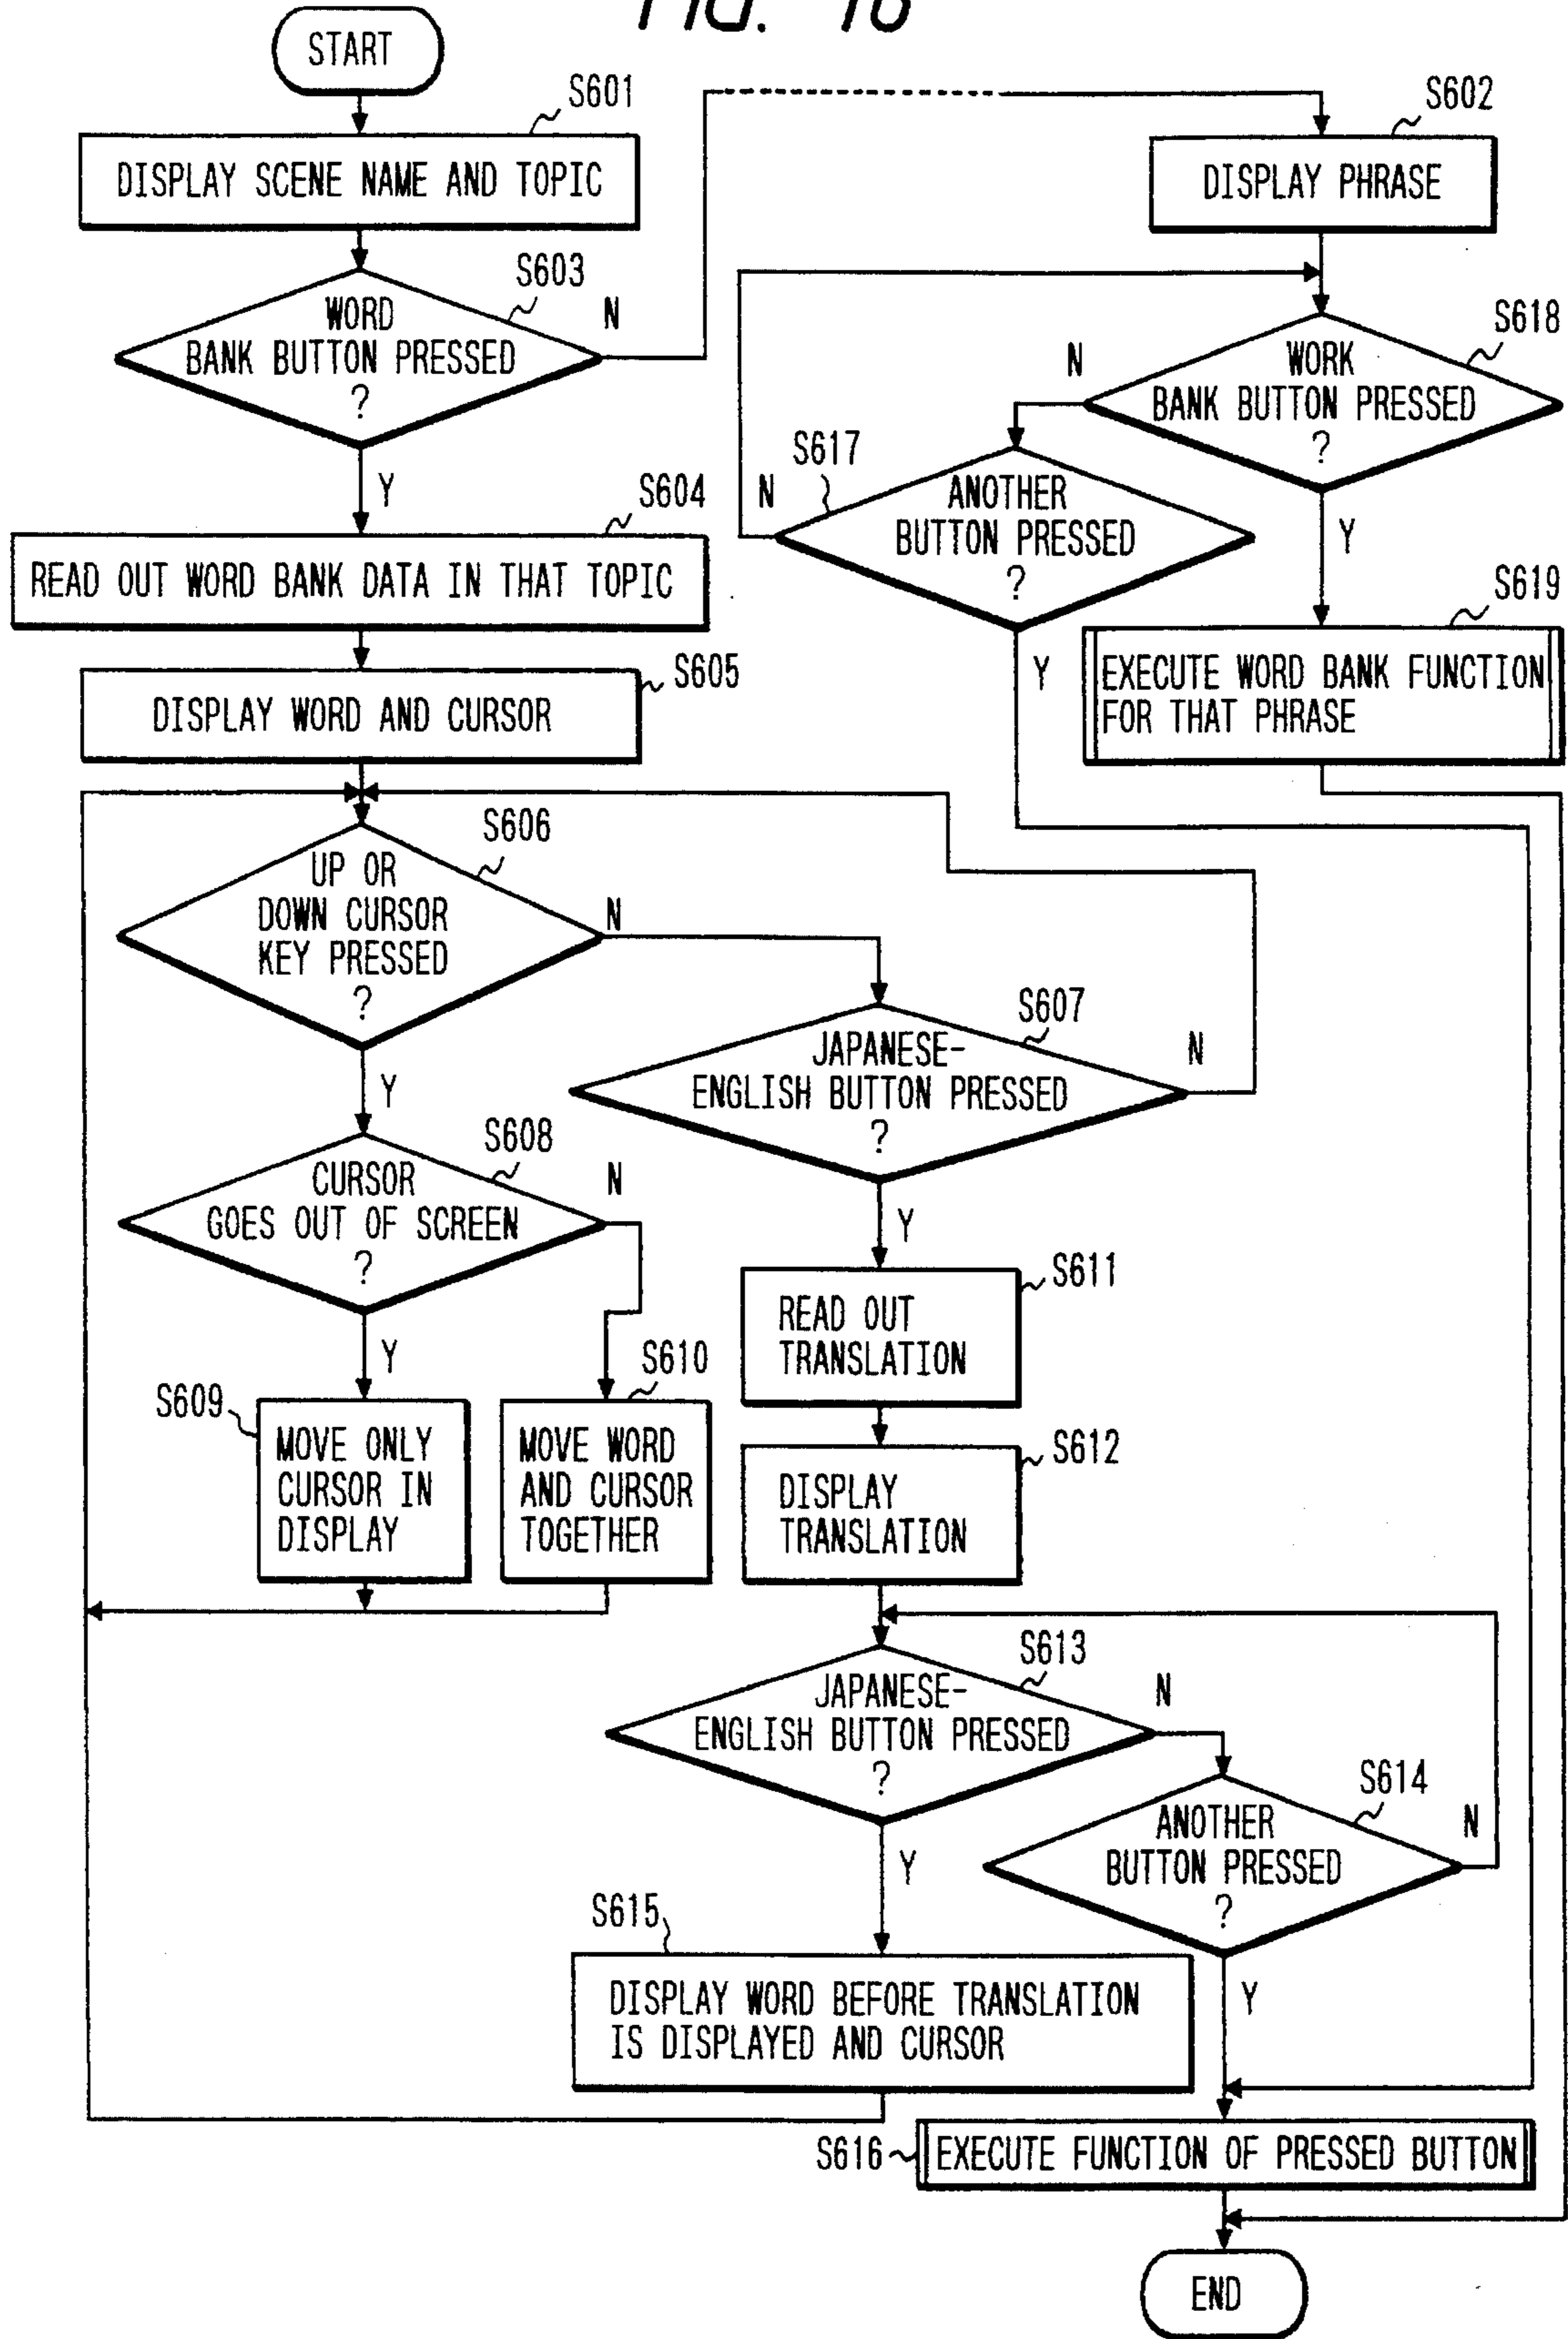 FIG. 16
START
S601
DISPLAY SCENE NAME AND TOPIC
S602
DISPLAY PHRASE
S603
WORD
BANK BUTTON PRESSED
?
N
Y
S618
WORK
BANK BUTTON PRESSED
?
N
Y
S617
ANOTHER
BUTTON PRESSED
?
N
Y
S604
READ OUT WORD BANK DATA IN THAT TOPIC
S619
EXECUTE WORD BANK FUNCTION
FOR THAT PHRASE
S605
DISPLAY WORD AND CURSOR
S606
UP OR
DOWN CURSOR
KEY PRESSED
?
N
Y
S607
JAPANESE-
ENGLISH BUTTON PRESSED
?
N
Y
S608
CURSOR
GOES OUT OF SCREEN
?
N
Y
S609
MOVE ONLY
CURSOR IN
DISPLAY
S610
MOVE WORD
AND CURSOR
TOGETHER
S611
READ OUT
TRANSLATION
S612
DISPLAY
TRANSLATION
S613
JAPANESE-
ENGLISH BUTTON PRESSED
?
N
Y
S614
ANOTHER
BUTTON PRESSED
?
N
Y
S615
DISPLAY WORD BEFORE TRANSLATION
IS DISPLAYED AND CURSOR
S616
EXECUTE FUNCTION OF PRESSED BUTTON
END